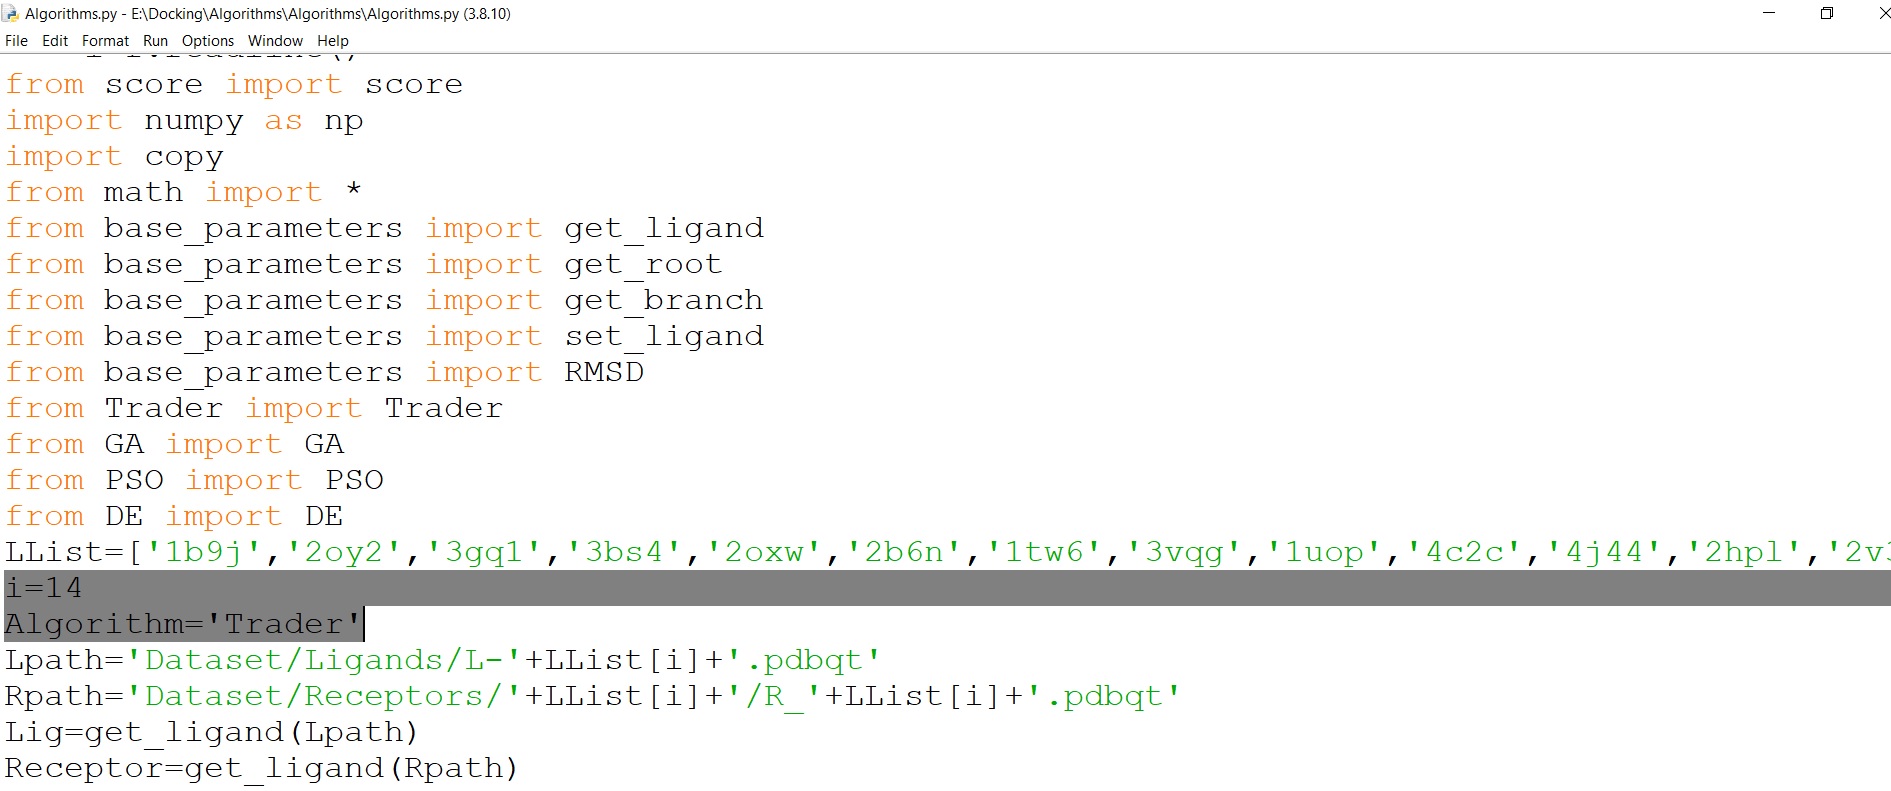 Algorithms.py - E:\Docking\Algorithms\Algorithms\Algorithms.py (3.8.10)
File Edit Format Run Options Window Help
from score import score
import numpy as np
import copy
from math import *
from base_parameters import get_ligand
from base_parameters import get_root
from base_parameters import get_branch
from base_parameters import set_ligand
from base_parameters import RMSD
from Trader import Trader
from GA import GA
from PSO import PSO
from DE import DE
LList=['1b9j','2oy2','3gq1','3bs4','2oxw','2b6n','1tw6','3vqg','1uop','4c2c','4j44','2hpl','2v
i=14
Algorithm='Trader'
Lpath='Dataset/Ligands/L-'+LList[i]+'.pdbqt'
Rpath='Dataset/Receptors/'+LList[i]+'/R_'+LList[i]+'.pdbqt'
Lig=get_ligand(Lpath)
Receptor=get_ligand(Rpath)